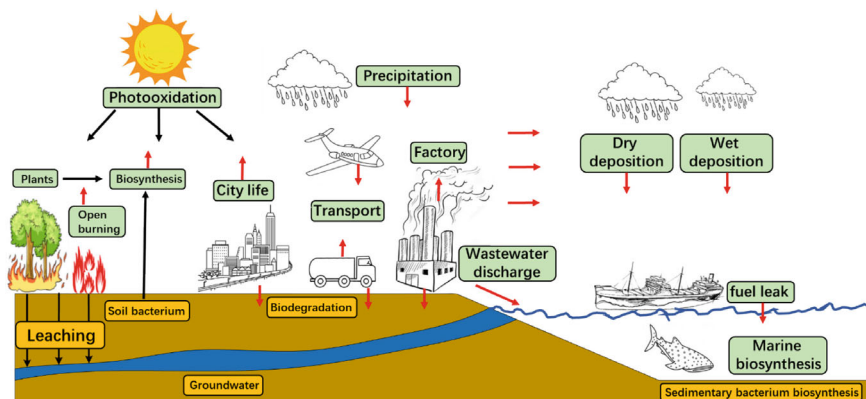 Photooxidation
Precipitation
Dry
deposition
Wet
deposition
Plants
Biosynthesis
Factory
City life
Open
burning
Transport
Wastewater
discharge
fuel leak
Soil bacterium
Biodegradation
Leaching
Marine
biosynthesis
Groundwater
Sedimentary bacterium biosynthesis